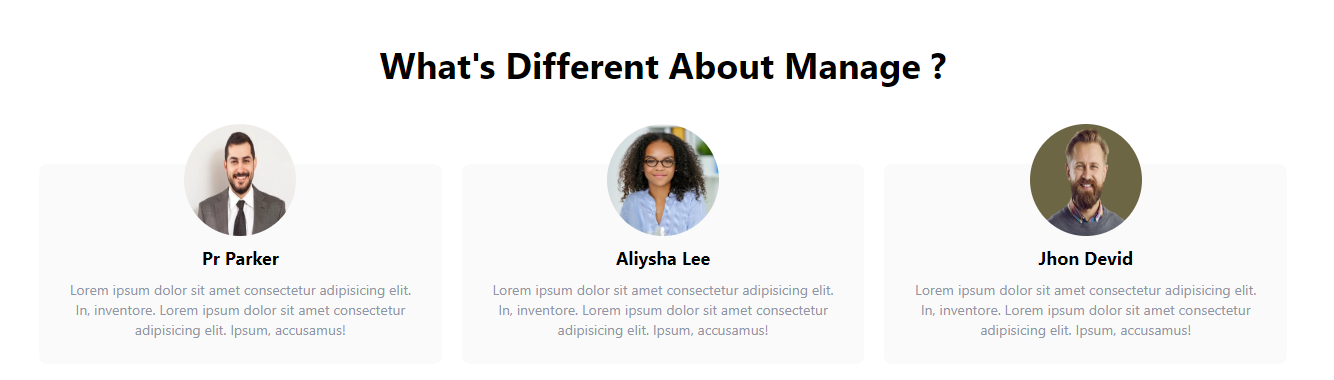 What's Different About Manage ?
Pr Parker
Lorem ipsum dolor sit amet consectetur adipisicing elit.
In, inventore. Lorem ipsum dolor sit amet consectetur
adipisicing elit. Ipsum, accusamus!
Aliysha Lee
Lorem ipsum dolor sit amet consectetur adipisicing elit.
In, inventore. Lorem ipsum dolor sit amet consectetur
adipisicing elit. Ipsum, accusamus!
Jhon Devid
Lorem ipsum dolor sit amet consectetur adipisicing elit.
In, inventore. Lorem ipsum dolor sit amet consectetur
adipisicing elit. Ipsum, accusamus!